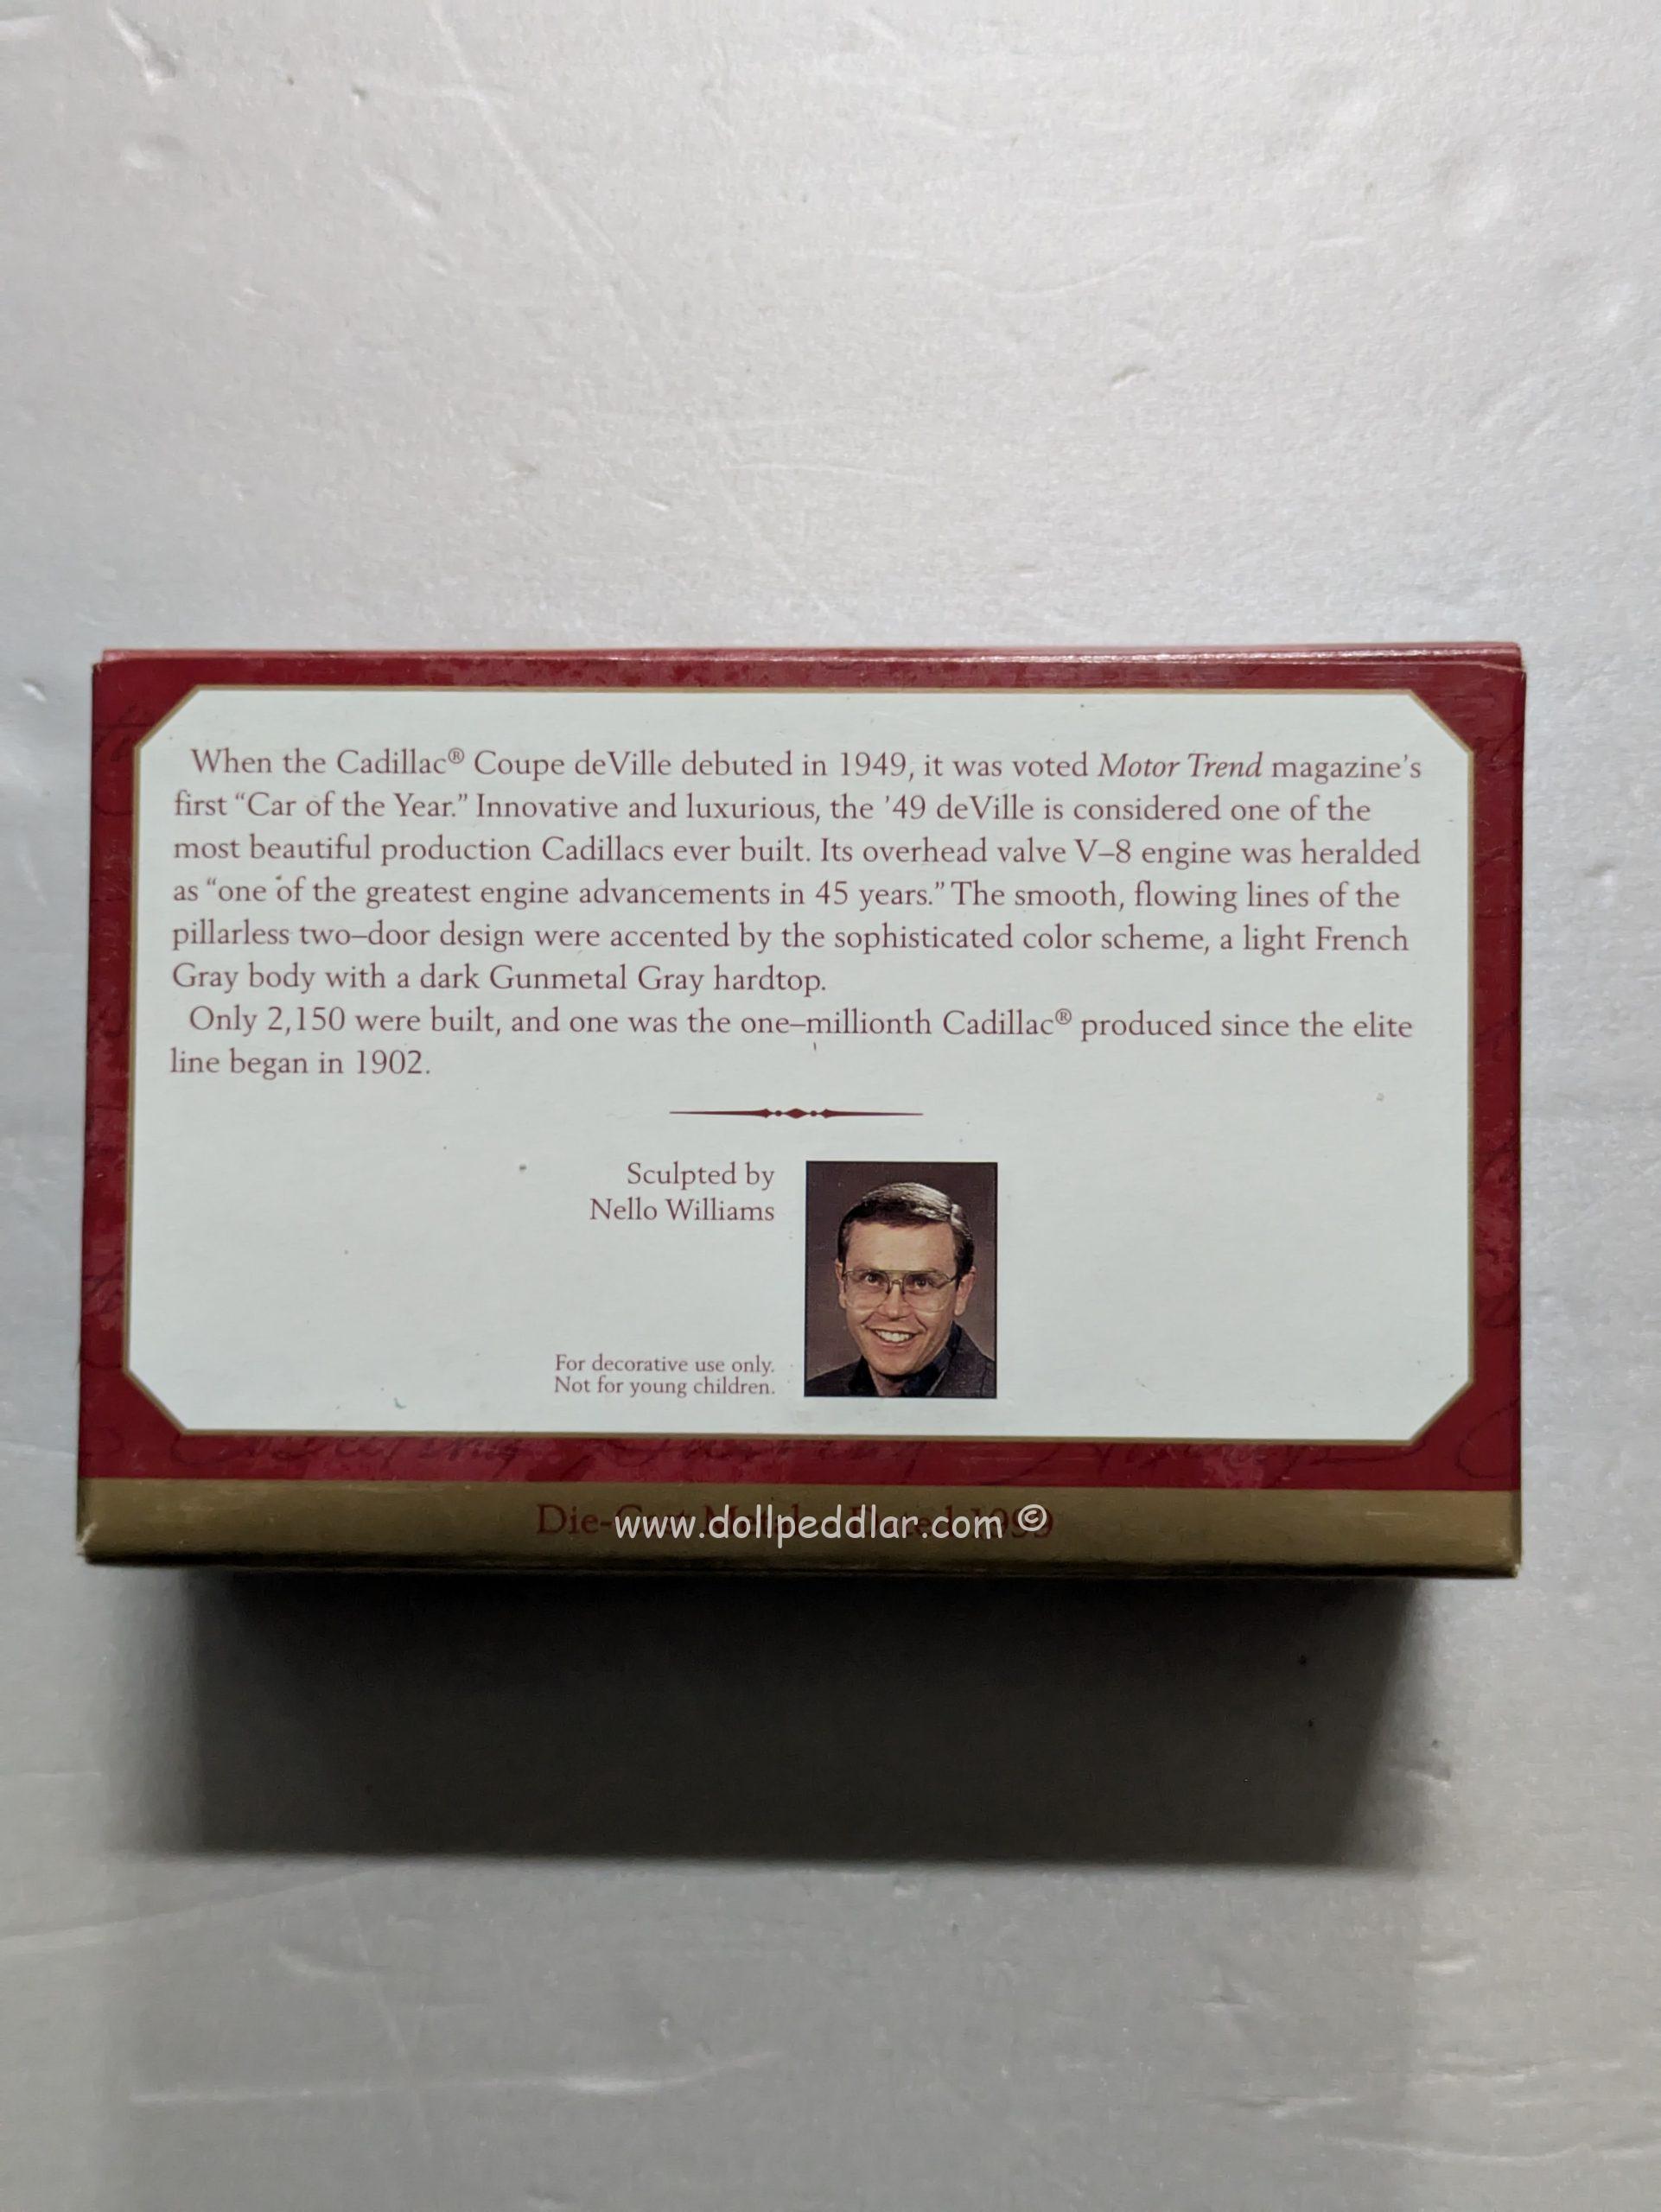 When the Cadillac® Coupe deVille debuted in 1949, it was voted Motor Trend magazine's
first “Car of the Year.” Innovative and luxurious, the ’49 deVille is considered one of the
most beautiful production Cadillacs ever built. Its overhead valve V–8 engine was heralded
as “one of the greatest engine advancements in 45 years.” The smooth, flowing lines of the
pillarless two–door design were accented by the sophisticated color scheme, a light French
Gray body with a dark Gunmetal Gray hardtop.
Only 2,150 were built, and one was the one–millionth Cadillac® produced since the elite
line began in 1902.
Sculpted by
Nello Williams
For decorative use only.
Not for young children.
Die-Cast Metal Dated 1999
www.dollpeddlar.com ©